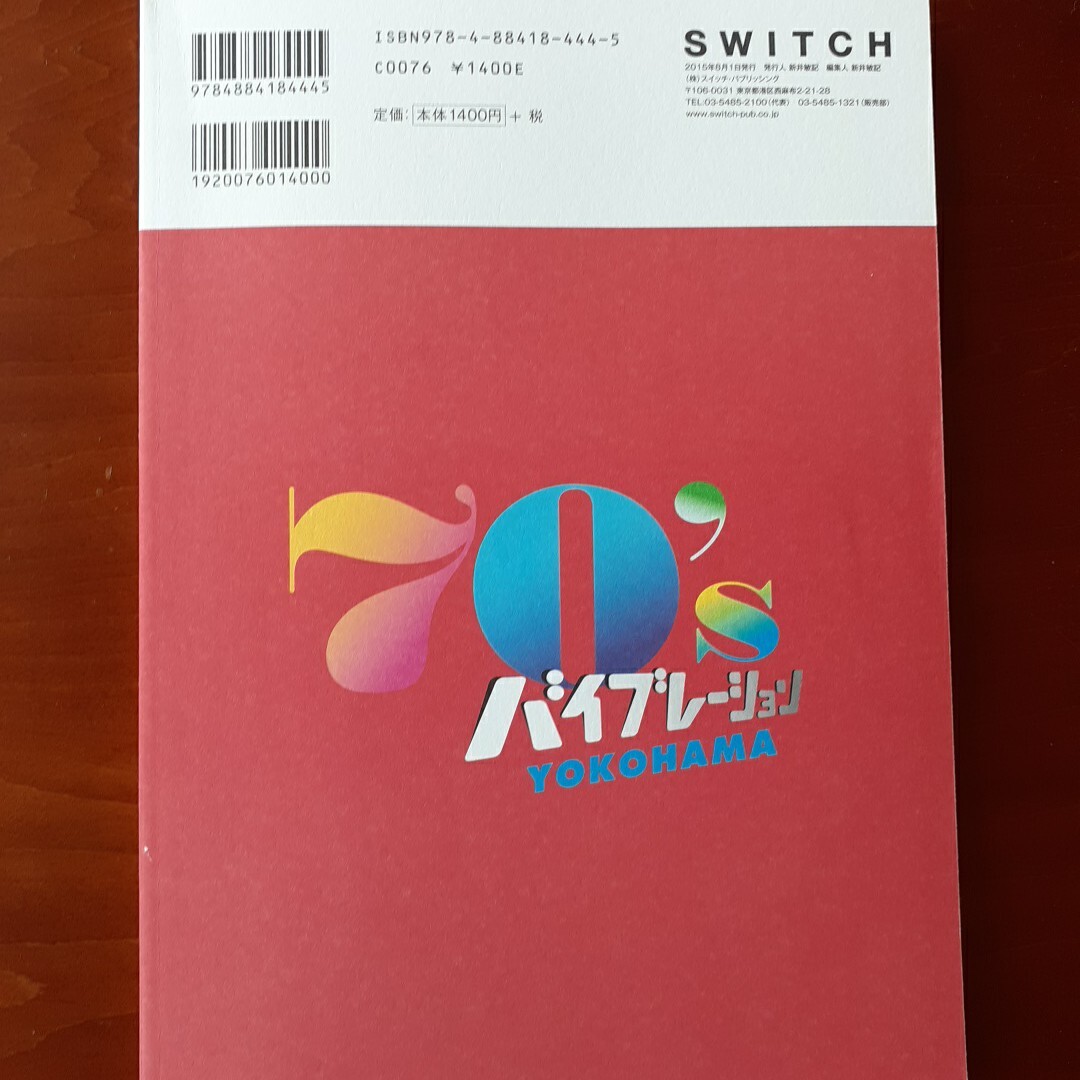 9784884184445
1920076014000
ISBN978-4-88418-444-5
C0076 ¥1400E
定価：本体1400円＋税
SWITCH
2015年8月1日発行 発行人 新井敏記 編集人 新井敏記
（株）スイッチ・パブリッシング
〒106-0031 東京都港区西麻布2-21-28
TEL:03-5485-2100（代表） 03-5485-1321（販売部）
www.switch-pub.co.jp
70's
バイブレーション
YOKOHAMA